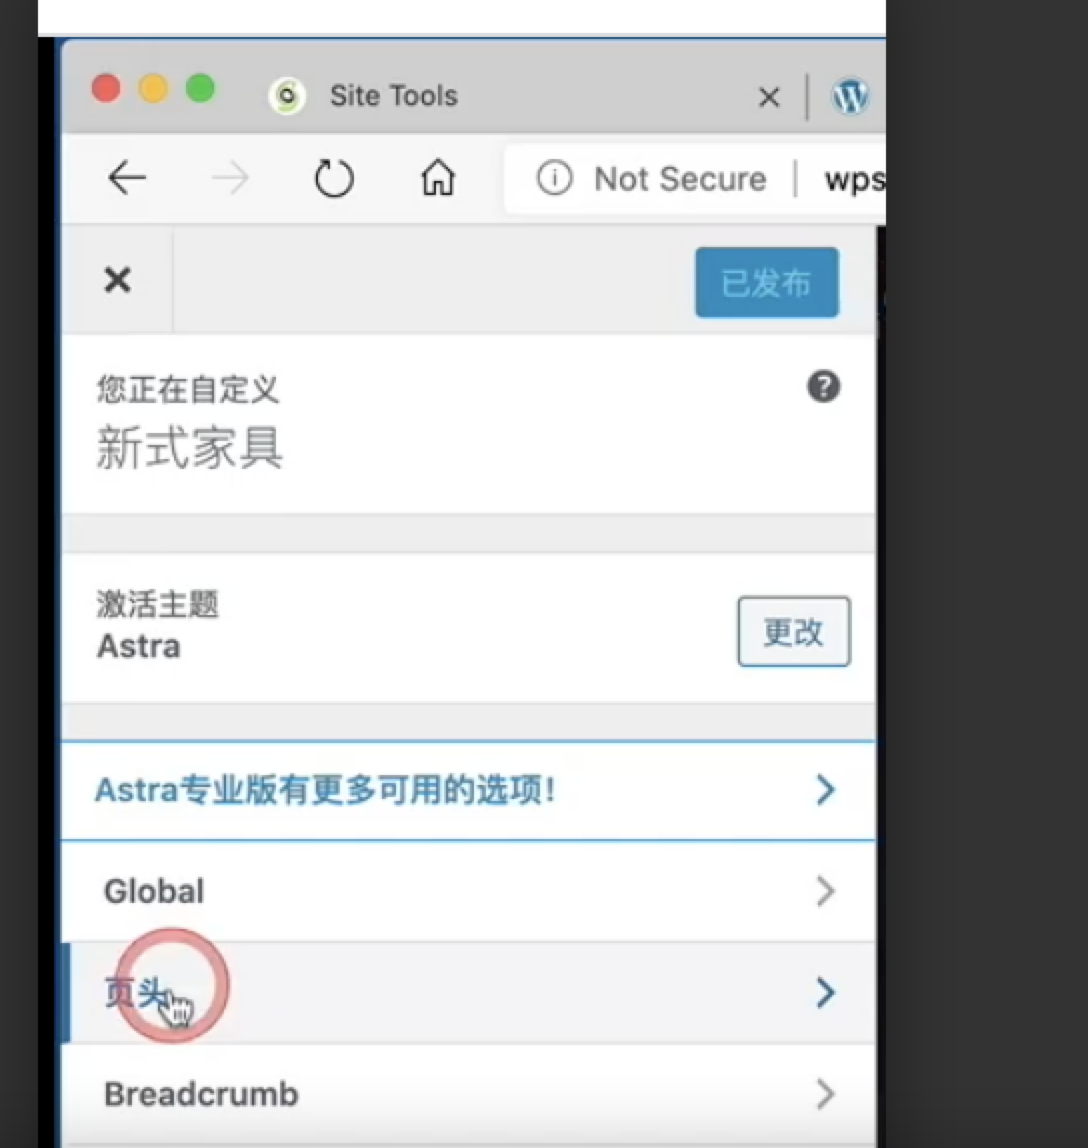 Site Tools
Not Secure
wps
已发布
您正在自定义
新式家具
激活主题
Astra
更改
Astra专业版有更多可用的选项！
Global
页头
Breadcrumb